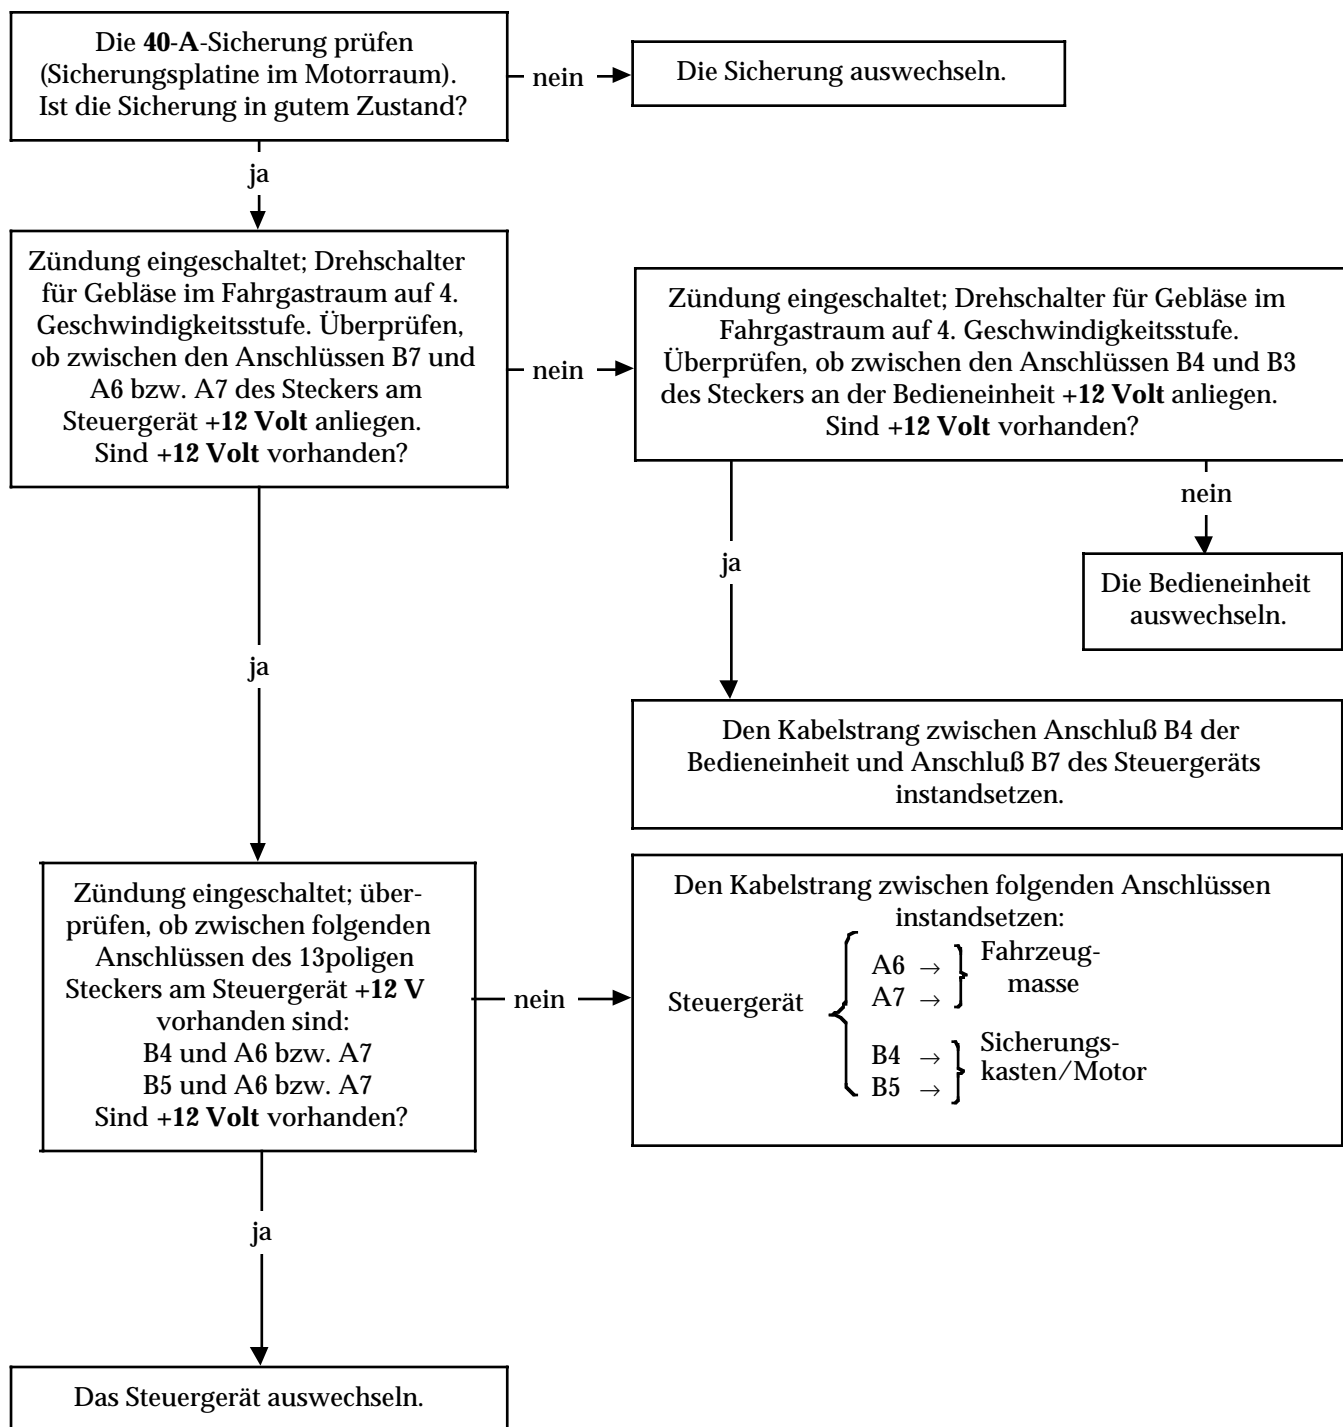 Die 40-A-Sicherung prüfen
(Sicherungsplatine im Motorraum).
Ist die Sicherung in gutem Zustand?
nein
Die Sicherung auswechseln.
ja
Zündung eingeschaltet; Drehschalter
für Gebläse im Fahrgastraum auf 4.
Geschwindigkeitsstufe. Überprüfen,
ob zwischen den Anschlüssen B7 und
A6 bzw. A7 des Steckers am
Steuergerät +12 Volt anliegen.
Sind +12 Volt vorhanden?
nein
Zündung eingeschaltet; Drehschalter für Gebläse im
Fahrgastraum auf 4. Geschwindigkeitsstufe.
Überprüfen, ob zwischen den Anschlüssen B4 und B3
des Steckers an der Bedieneinheit +12 Volt anliegen.
Sind +12 Volt vorhanden?
nein
ja
Die Bedieneinheit
auswechseln.
ja
Den Kabelstrang zwischen Anschluß B4 der
Bedieneinheit und Anschluß B7 des Steuergeräts
instandsetzen.
Zündung eingeschaltet; über-
prüfen, ob zwischen folgenden
Anschlüssen des 13poligen
Steckers am Steuergerät +12 V
vorhanden sind:
B4 und A6 bzw. A7
B5 und A6 bzw. A7
Sind +12 Volt vorhanden?
nein
Den Kabelstrang zwischen folgenden Anschlüssen
instandsetzen:
Steuergerät
A6 →
A7 →
Fahrzeug-
masse
B4 →
B5 →
Sicherungs-
kasten/Motor
ja
Das Steuergerät auswechseln.